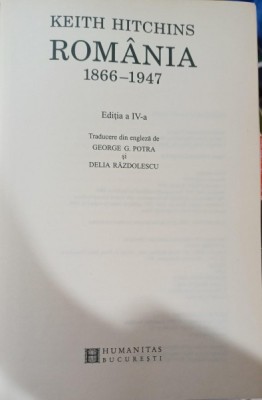 KEITH HITCHINS
ROMÂNIA
1866–1947
Ediția a IV-a
Traducere din engleză de
GEORGE G. POTRA
și
DELIA RĂZDOLESCU
HUMANITAS
BUCUREȘTI